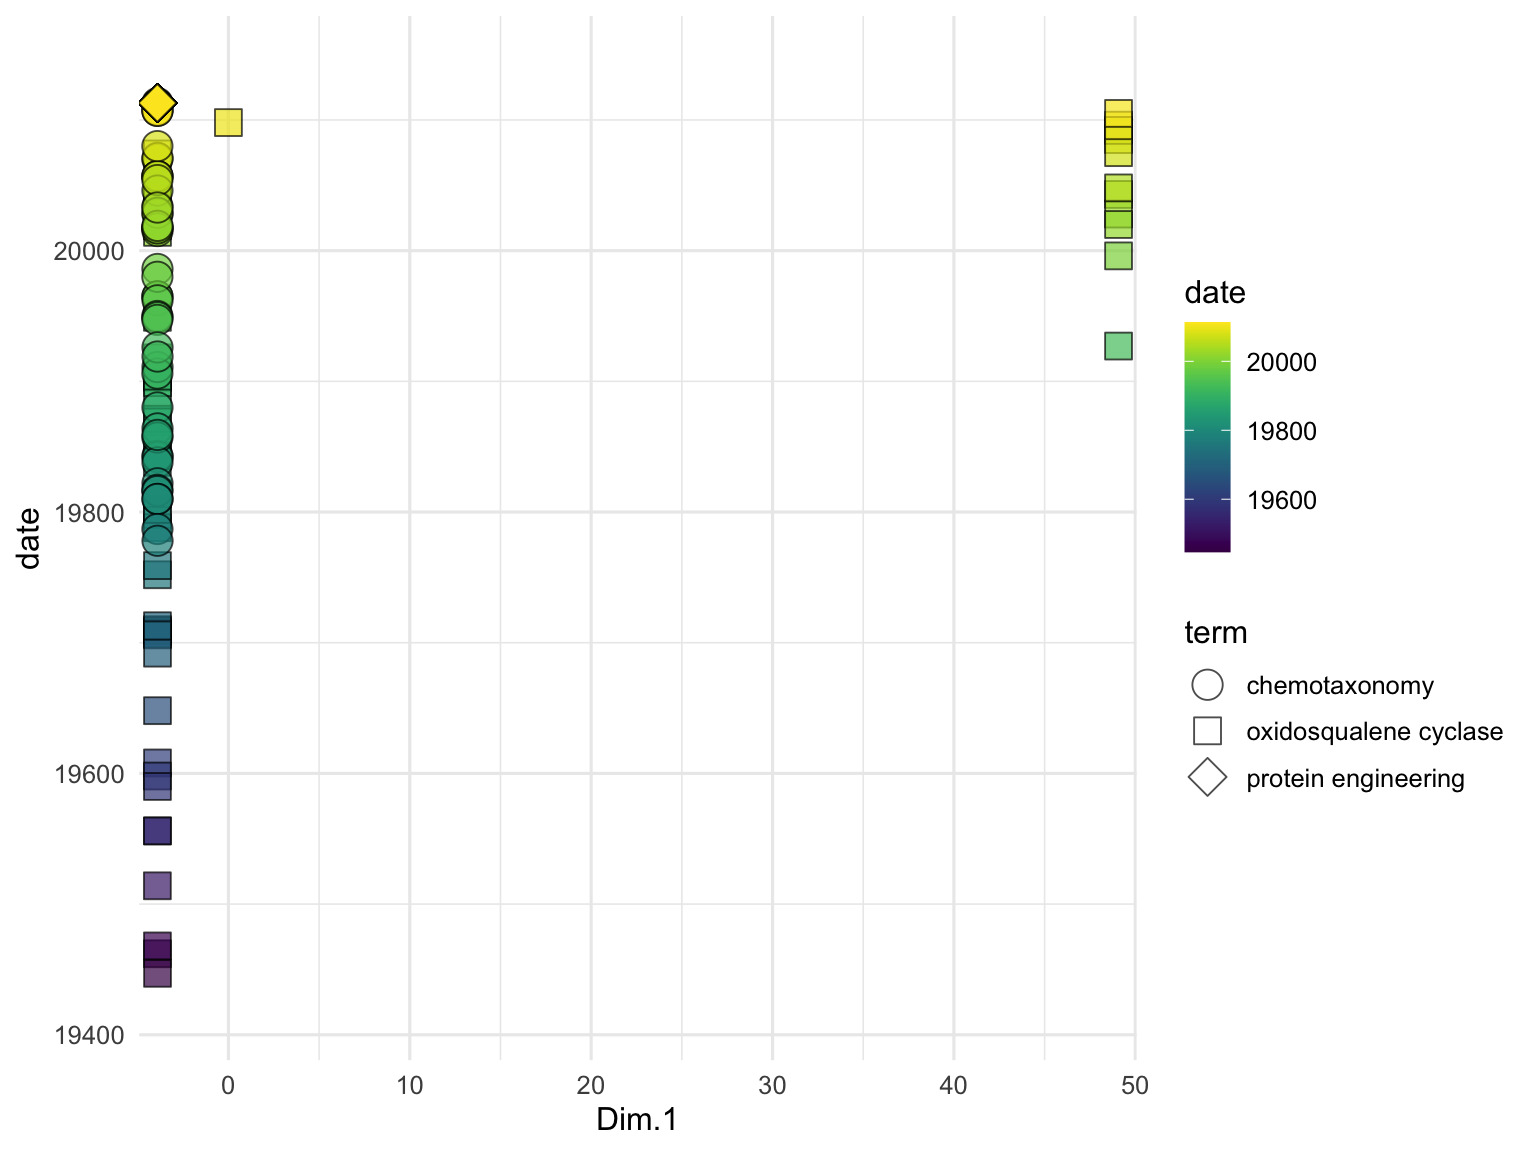 date
20000
19800
19600
19400
0
10
20
30
40
50
Dim.1
date
20000
19800
19600
term
chemotaxonomy
oxidosqualene cyclase
protein engineering